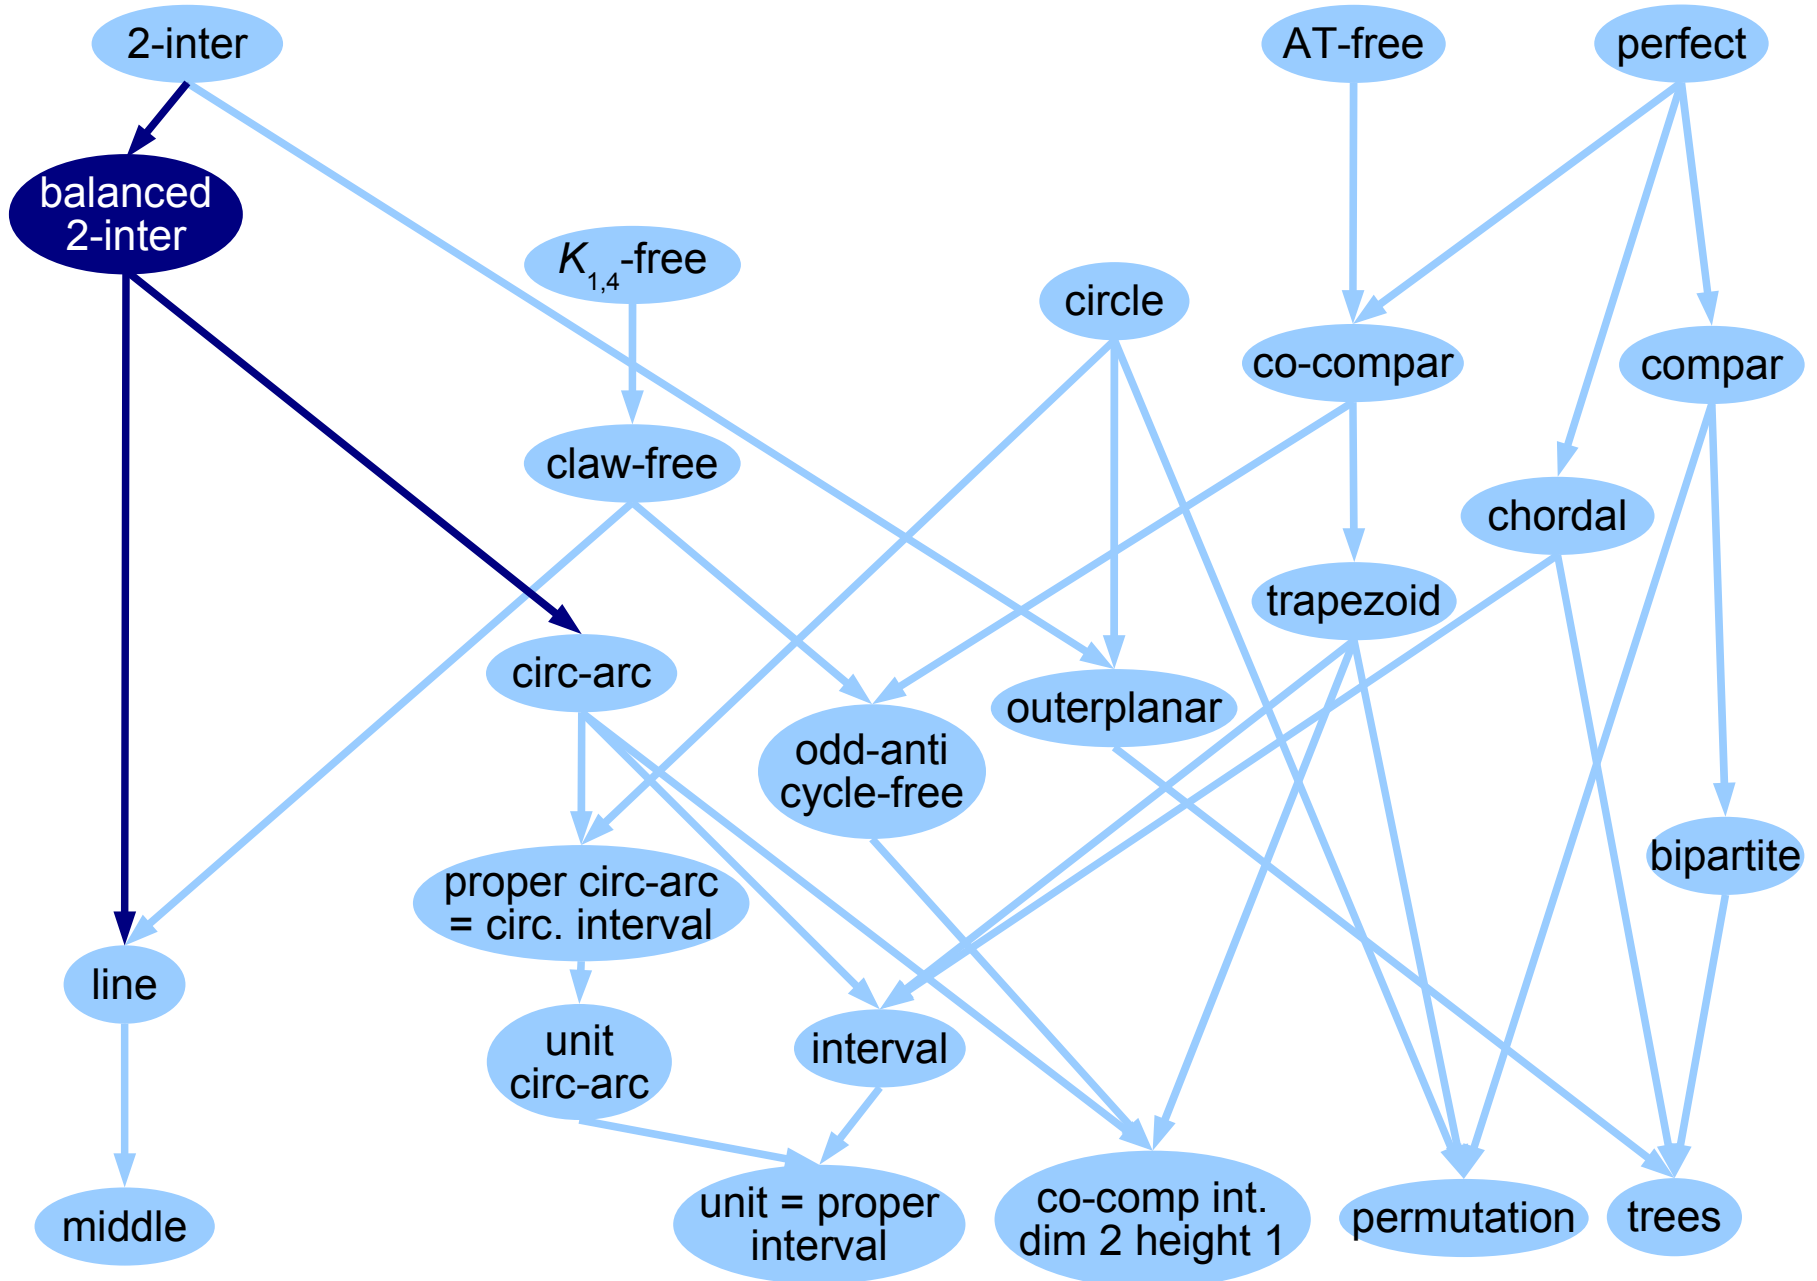 2-inter
AT-free
perfect
balanced
2-inter
K1,4-free
circle
co-compar
compar
claw-free
chordal
trapezoid
circ-arc
outerplanar
odd-anti
cycle-free
bipartite
proper circ-arc
= circ. interval
line
unit
circ-arc
interval
middle
unit = proper
interval
co-comp int.
dim 2 height 1
permutation
trees